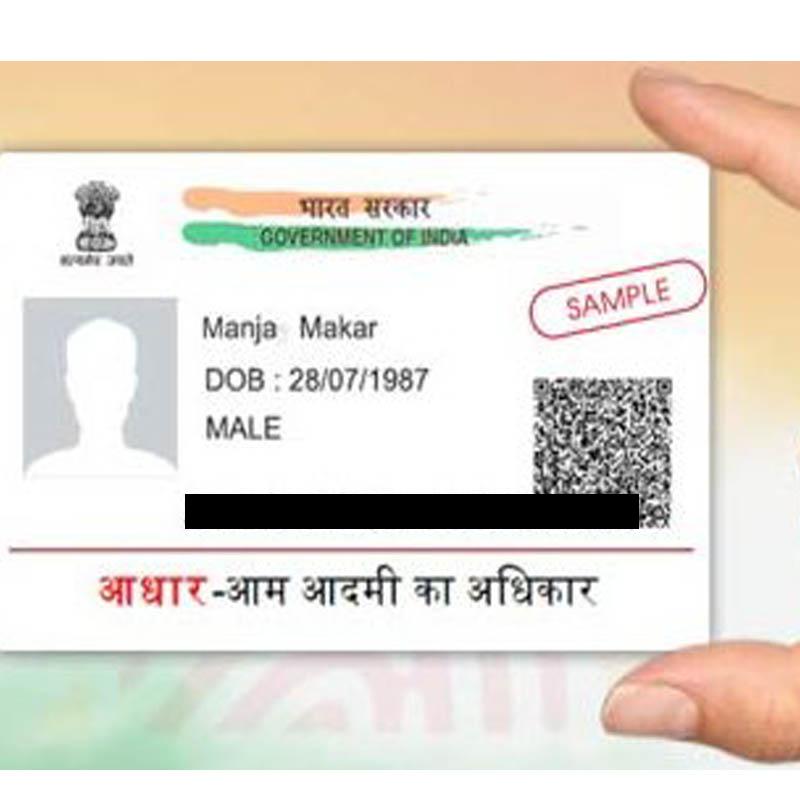 भारत सरकार
GOVERNMENT OF INDIA
सत्यमेव जयते
SAMPLE
Manja Makar
DOB : 28/07/1987
MALE
आधार-आम आदमी का अधिकार